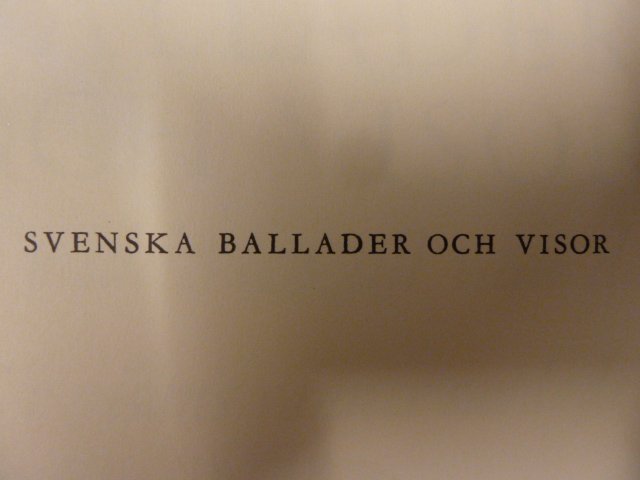 SVENSKA BALLADER OCH VISOR